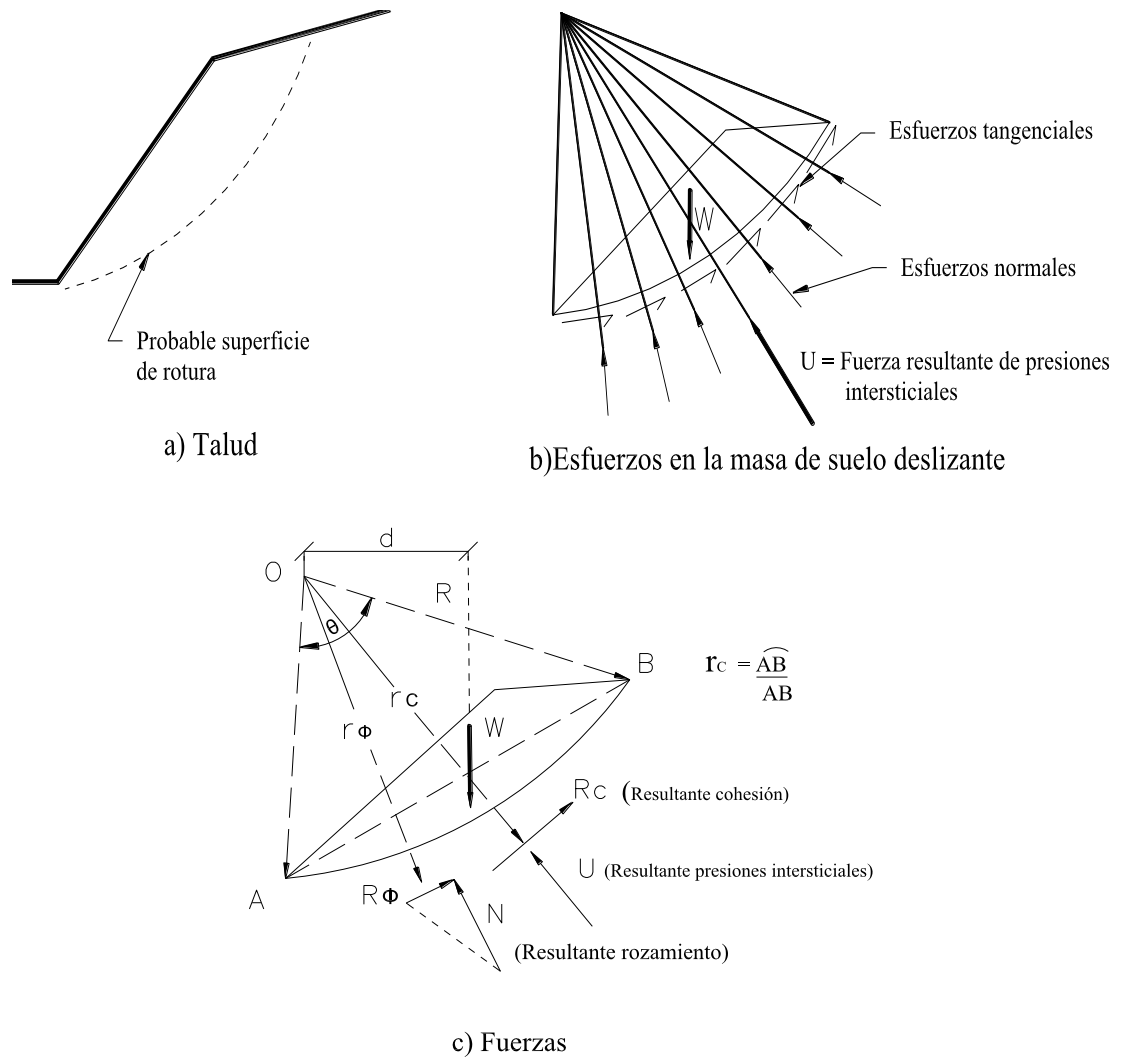 Probable superficie
de rotura
a) Talud
Esfuerzos tangenciales
W
Esfuerzos normales
U = Fuerza resultante de presiones
intersticiales
b)Esfuerzos en la masa de suelo deslizante
d
O
R
θ
B
rc = AB
AB
rc
rΦ
W
Rc (Resultante cohesión)
U (Resultante presiones intersticiales)
A
RΦ
N
(Resultante rozamiento)
c) Fuerzas